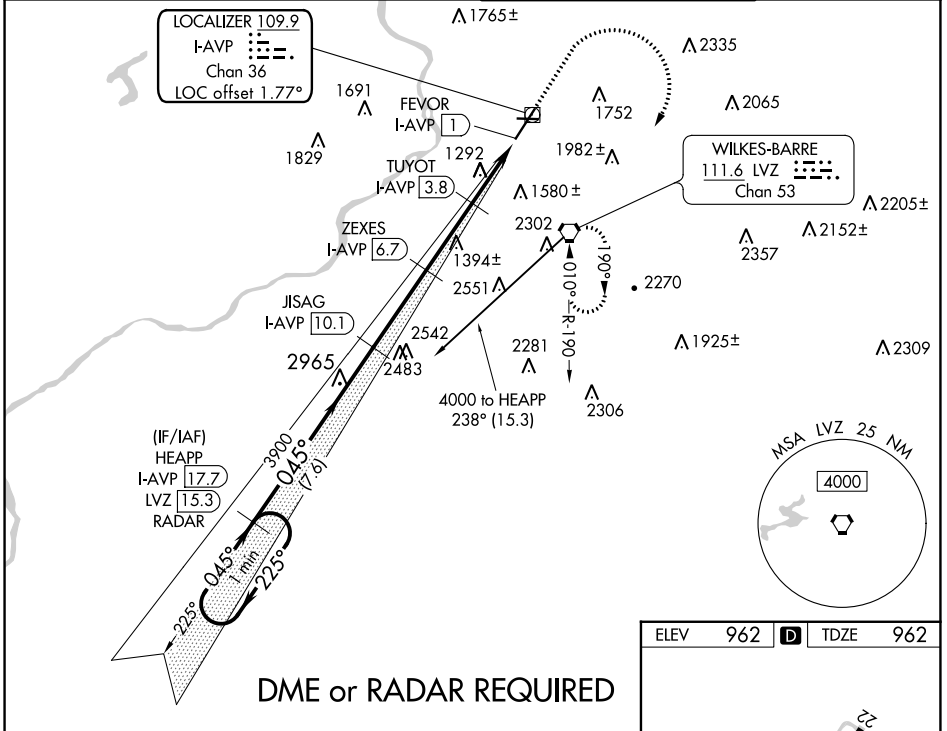 LOCALIZER 109.9
I-AVP
Chan 36
LOC offset 1.77°
1765±
2335
1691
FEVOR
I-AVP 1
1752
2065
1829
TUYOT
I-AVP 3.8
1292
1982±
WILKES-BARRE
111.6 LVZ
Chan 53
1580±
2205±
ZEXES
I-AVP 6.7
2302
2152±
2357
1394±
190°
2551
2270
JISAG
I-AVP 10.1
010°
R-190
2542
2483
1925±
2309
2965
2281
4000 to HEAPP
238° (15.3)
2306
3900
045°
(7.6)
(IF/IAF)
HEAPP
I-AVP 17.7
LVZ 15.3
RADAR
MSA LVZ 25 NM
4000
045°
1 min
225°
225°
DME or RADAR REQUIRED
ELEV 962 D TDZE 962
22